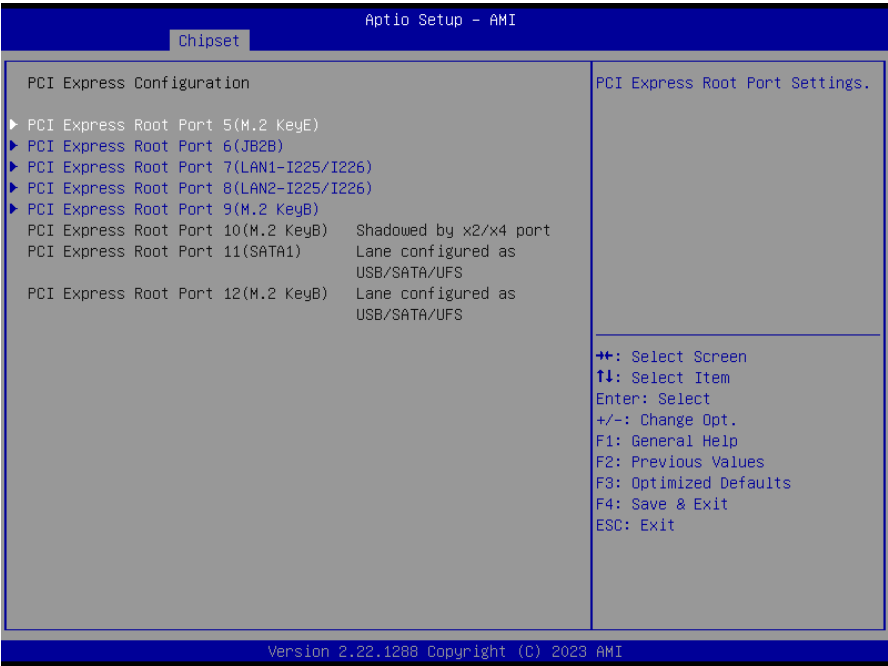 Aptio Setup – AMI
Chipset
PCI Express Configuration
PCI Express Root Port 5(M.2 KeyE)
PCI Express Root Port 6(JB2B)
PCI Express Root Port 7(LAN1-I225/I226)
PCI Express Root Port 8(LAN2-I225/I226)
PCI Express Root Port 9(M.2 KeyB)
PCI Express Root Port 10(M.2 KeyB) Shadowed by x2/x4 port
PCI Express Root Port 11(SATA1) Lane configured as
USB/SATA/UFS
PCI Express Root Port 12(M.2 KeyB) Lane configured as
USB/SATA/UFS
PCI Express Root Port Settings.
→←: Select Screen
↑↓: Select Item
Enter: Select
+/-: Change Opt.
F1: General Help
F2: Previous Values
F3: Optimized Defaults
F4: Save & Exit
ESC: Exit
Version 2.22.1288 Copyright (C) 2023 AMI